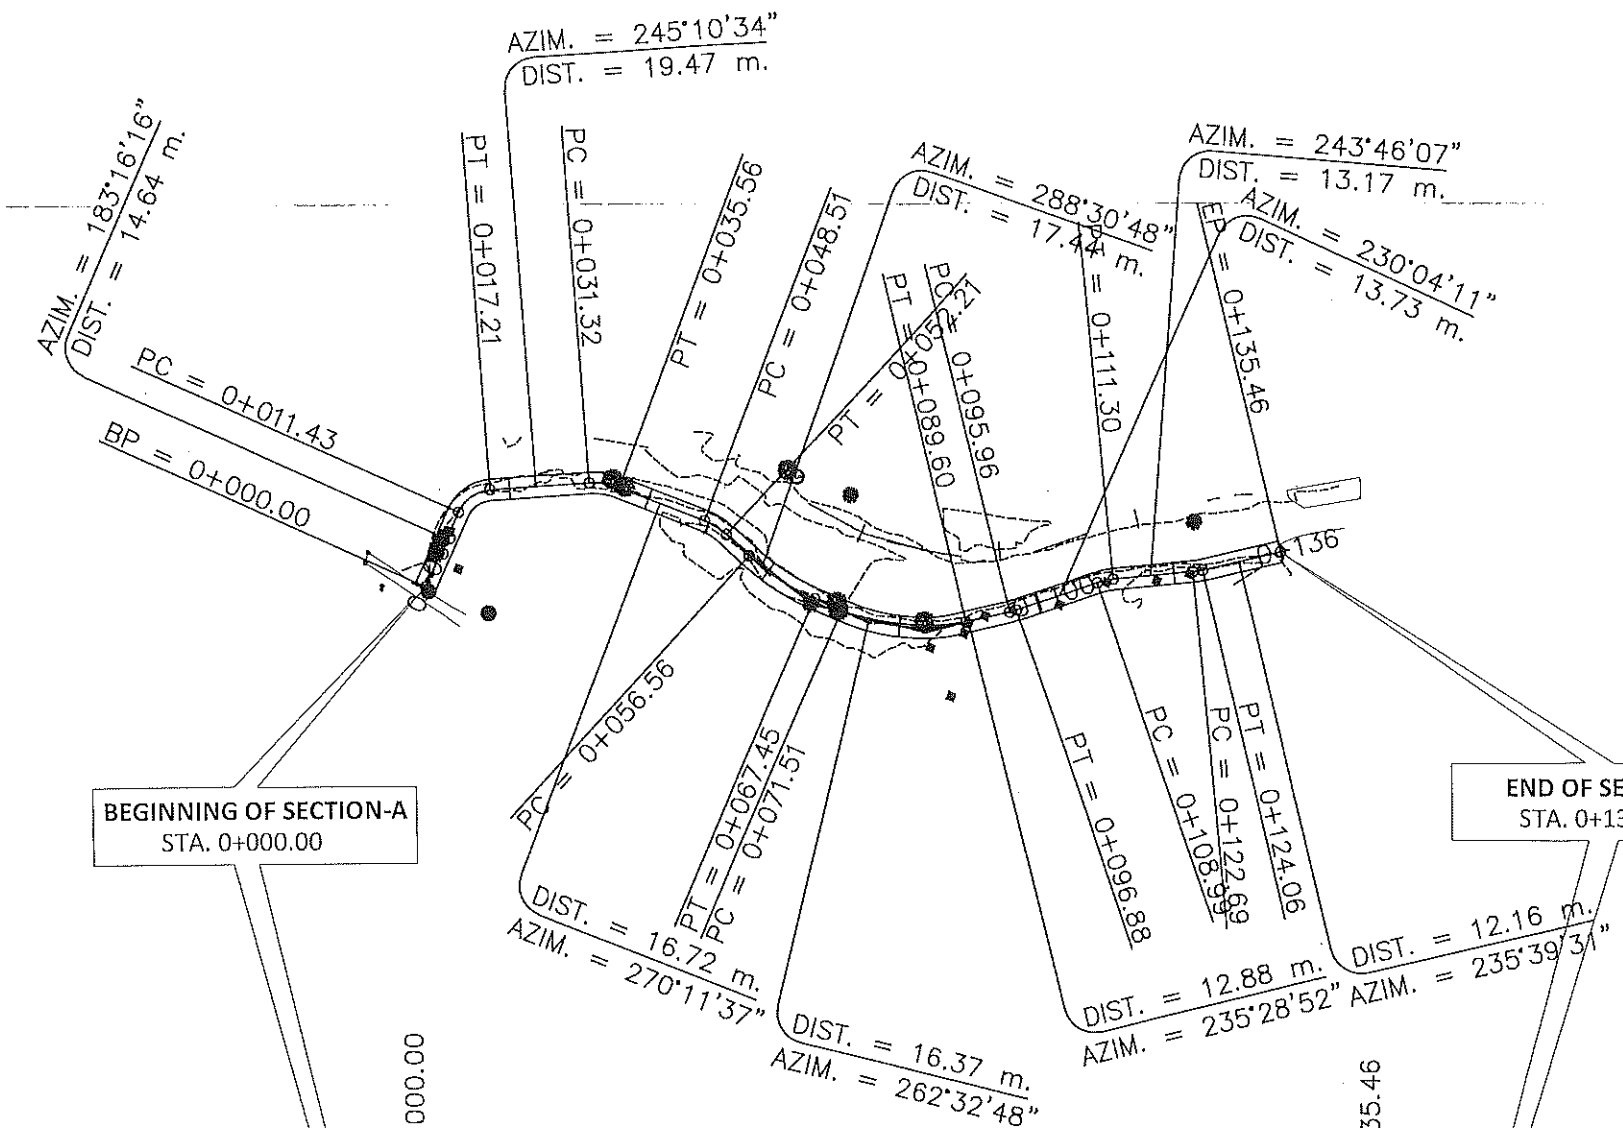 AZIM. = 245°10'34"
DIST. = 19.47 m.
AZIM. = 183°16'16"
DIST. = 14.64 m.
PT = 0+017.21
PC = 0+031.32
PT = 0+035.56
PC = 0+048.51
AZIM. = 288°30'48"
DIST. = 17.44 m.
AZIM. = 243°46'07"
DIST. = 13.17 m.
AZIM. = 230°04'11"
DIST. = 13.73 m.
PC = 0+011.43
BP = 0+000.00
PT = 0+089.60
PC = 0+095.96
= 0+111.30
EP = 0+135.46
0+136
PC = 0+056.56
PT = 0+067.45
PC = 0+071.51
PT = 0+096.88
PC = 0+108.99
PC = 0+122.69
PT = 0+124.06
BEGINNING OF SECTION-A
STA. 0+000.00
END OF SE
STA. 0+13
DIST. = 16.72 m.
AZIM. = 270°11'37"
DIST. = 16.37 m.
AZIM. = 262°32'48"
DIST. = 12.88 m.
AZIM. = 235°28'52"
DIST. = 12.16 m.
AZIM. = 235°39'31"
000.00
35.46